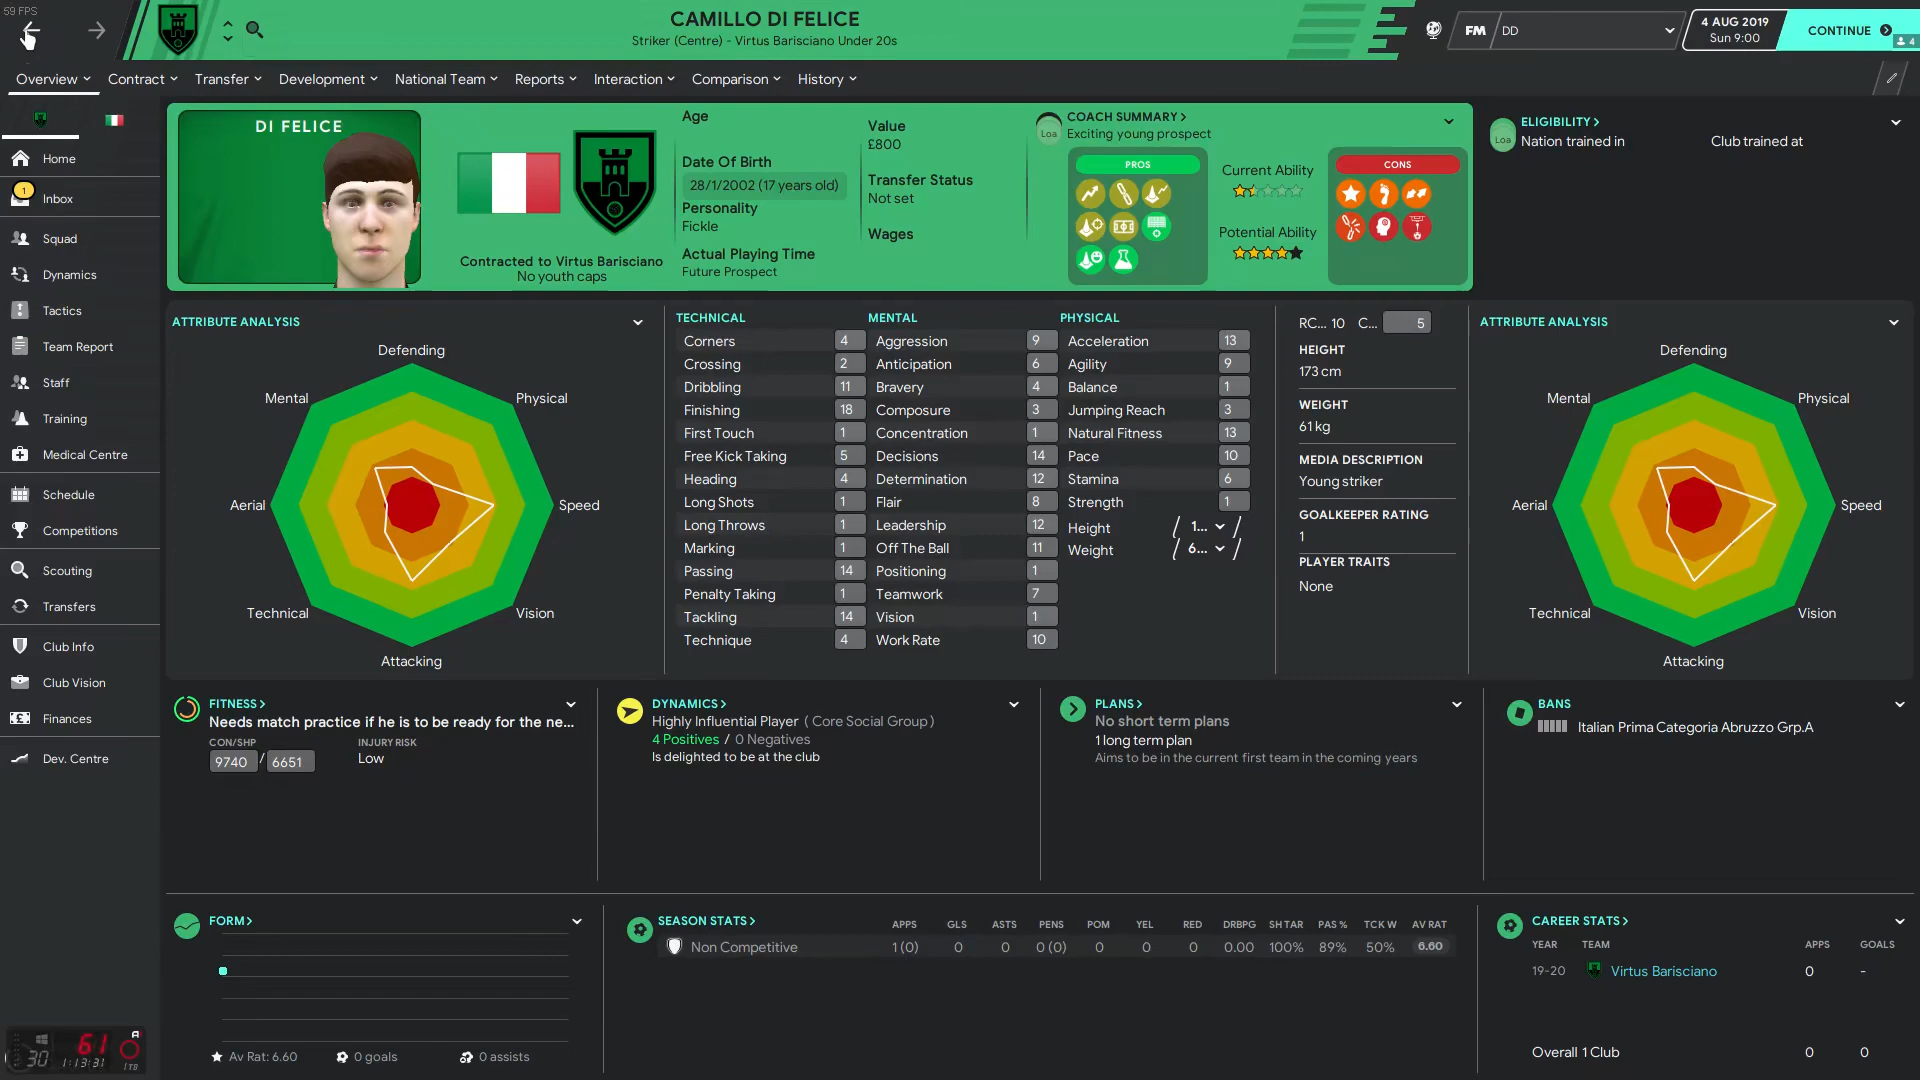 59 FPS
CAMILLO DI FELICE
Striker (Centre) - Virtus Barisciano Under 20s
FM DD
4 AUG 2019
Sun 9:00
CONTINUE
4
Overview Contract Transfer Development National Team Reports Interaction Comparison History
Home
1
Inbox
Squad
Dynamics
Tactics
Team Report
Staff
Training
Medical Centre
Schedule
Competitions
Scouting
Transfers
Club Info
Club Vision
Finances
Dev. Centre
DI FELICE
Contracted to Virtus Barisciano
No youth caps
Age
Date Of Birth
28/1/2002 (17 years old)
Personality
Fickle
Actual Playing Time
Future Prospect
Value
£800
Transfer Status
Not set
Wages
Loa
COACH SUMMARY >
Exciting young prospect
PROS
Current Ability
Potential Ability
CONS
Loa
ELIGIBILITY >
Nation trained in Club trained at
ATTRIBUTE ANALYSIS
Defending
Mental Physical
Aerial Speed
Technical Vision
Attacking
TECHNICAL MENTAL PHYSICAL
Corners 4 Aggression 9 Acceleration 13
Crossing 2 Anticipation 6 Agility 9
Dribbling 11 Bravery 4 Balance 1
Finishing 18 Composure 3 Jumping Reach 3
First Touch 1 Concentration 1 Natural Fitness 13
Free Kick Taking 5 Decisions 14 Pace 10
Heading 4 Determination 12 Stamina 6
Long Shots 1 Flair 8 Strength 1
Long Throws 1 Leadership 12 Height / 1... /
Marking 1 Off The Ball 11 Weight / 6... /
Passing 14 Positioning 1
Penalty Taking 1 Teamwork 7
Tackling 14 Vision 1
Technique 4 Work Rate 10
RC... 10 C... 5
HEIGHT
173 cm
WEIGHT
61 kg
MEDIA DESCRIPTION
Young striker
GOALKEEPER RATING
1
PLAYER TRAITS
None
ATTRIBUTE ANALYSIS
Defending
Mental Physical
Aerial Speed
Technical Vision
Attacking
FITNESS >
Needs match practice if he is to be ready for the ne...
CON/SHP INJURY RISK
9740 / 6651 Low
DYNAMICS >
Highly Influential Player ( Core Social Group )
4 Positives / 0 Negatives
Is delighted to be at the club
PLANS >
No short term plans
1 long term plan
Aims to be in the current first team in the coming years
BANS
Italian Prima Categoria Abruzzo Grp.A
FORM >
Av Rat: 6.60 0 goals 0 assists
SEASON STATS > APPS GLS ASTS PENS POM YEL RED DRBPG SH TAR PAS % TCK W AV RAT
Non Competitive 1 (0) 0 0 0 (0) 0 0 0 0.00 100% 89% 50% 6.60
CAREER STATS >
YEAR TEAM APPS GOALS
19-20 Virtus Barisciano 0 -
Overall 1 Club 0 0
61
30 1:13:31 1TB